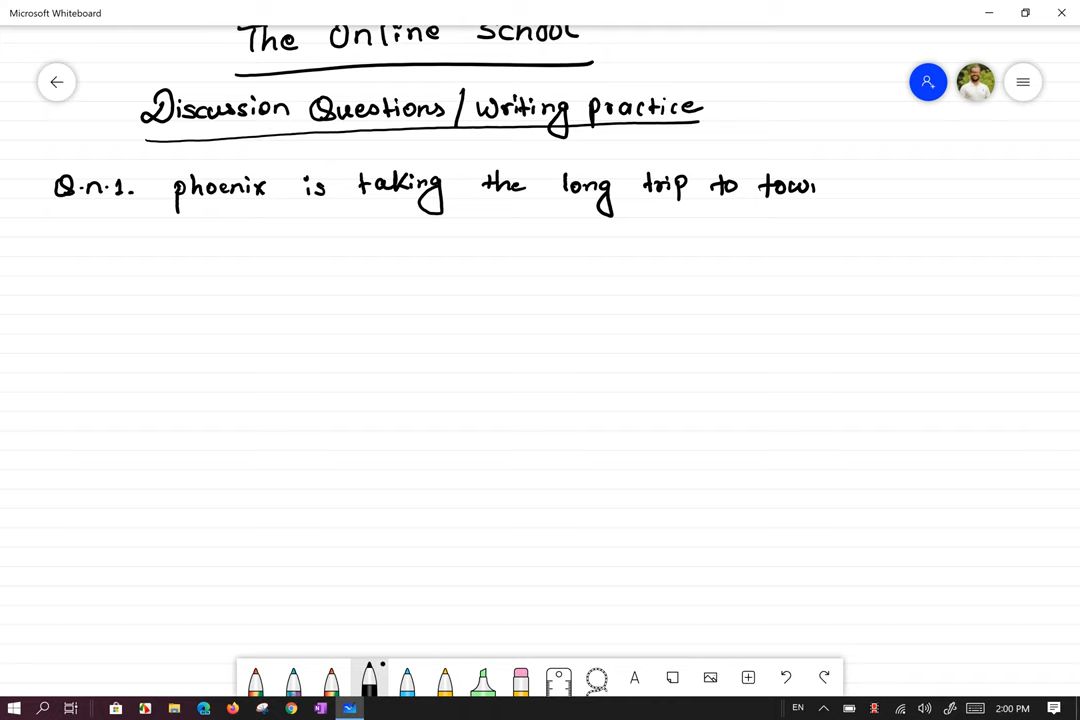 Microsoft Whiteboard
The Online School
Discussion Questions/Writing practice
Q.n.1. phoenix is taking the long trip to
A
EN
2:00 PM